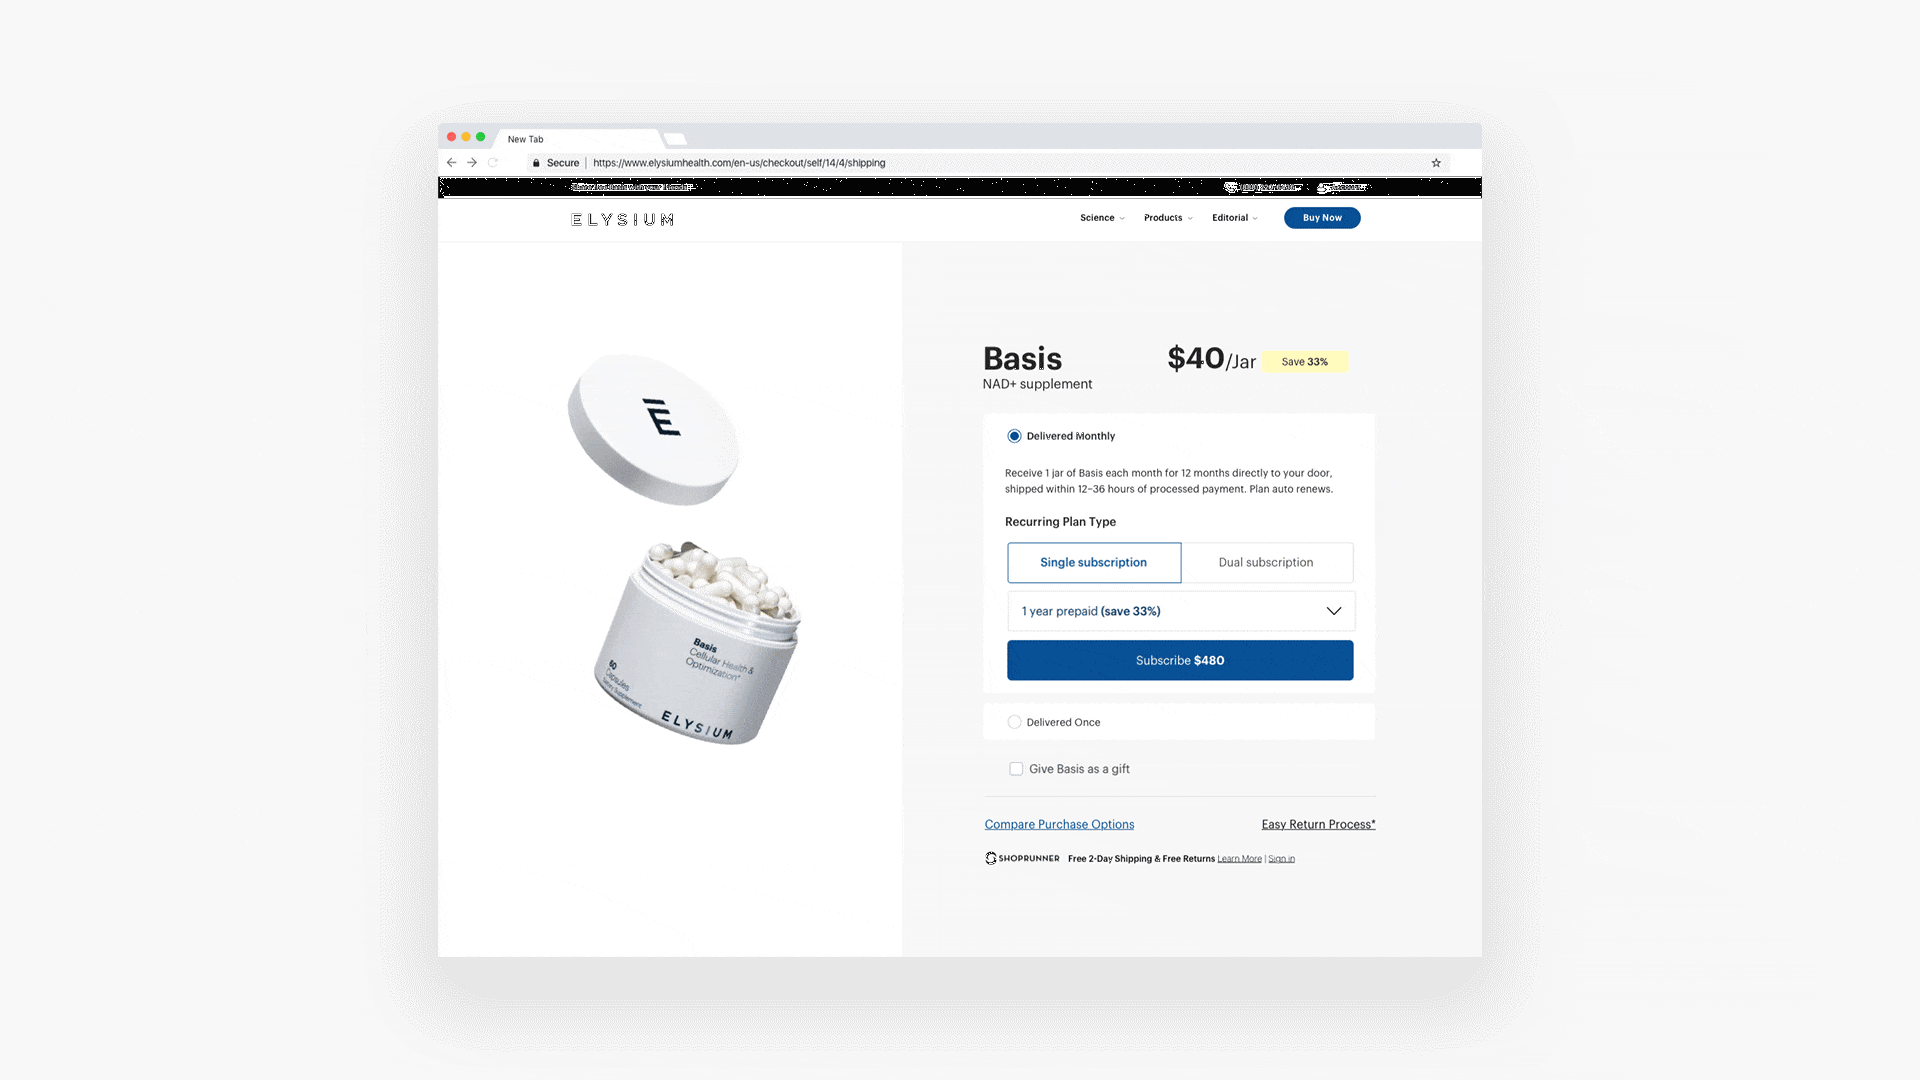 New Tab
Secure | https://www.elysiumhealth.com/en-us/checkout/self/14/4/shipping
ELYSIUM
Science
Products
Editorial
Buy Now
Basis
$40/Jar
Save 33%
NAD+ supplement
Delivered Monthly
Receive 1 jar of Basis each month for 12 months directly to your door,
shipped within 12–36 hours of processed payment. Plan auto renews.
Recurring Plan Type
Single subscription
Dual subscription
1 year prepaid (save 33%)
Subscribe $480
Delivered Once
Give Basis as a gift
Compare Purchase Options
Easy Return Process*
SHOPRUNNER Free 2-Day Shipping & Free Returns Learn More | Sign in
E
Basis
Cellular Health &
Optimization*
60
Capsules
Dietary Supplement
ELYSIUM